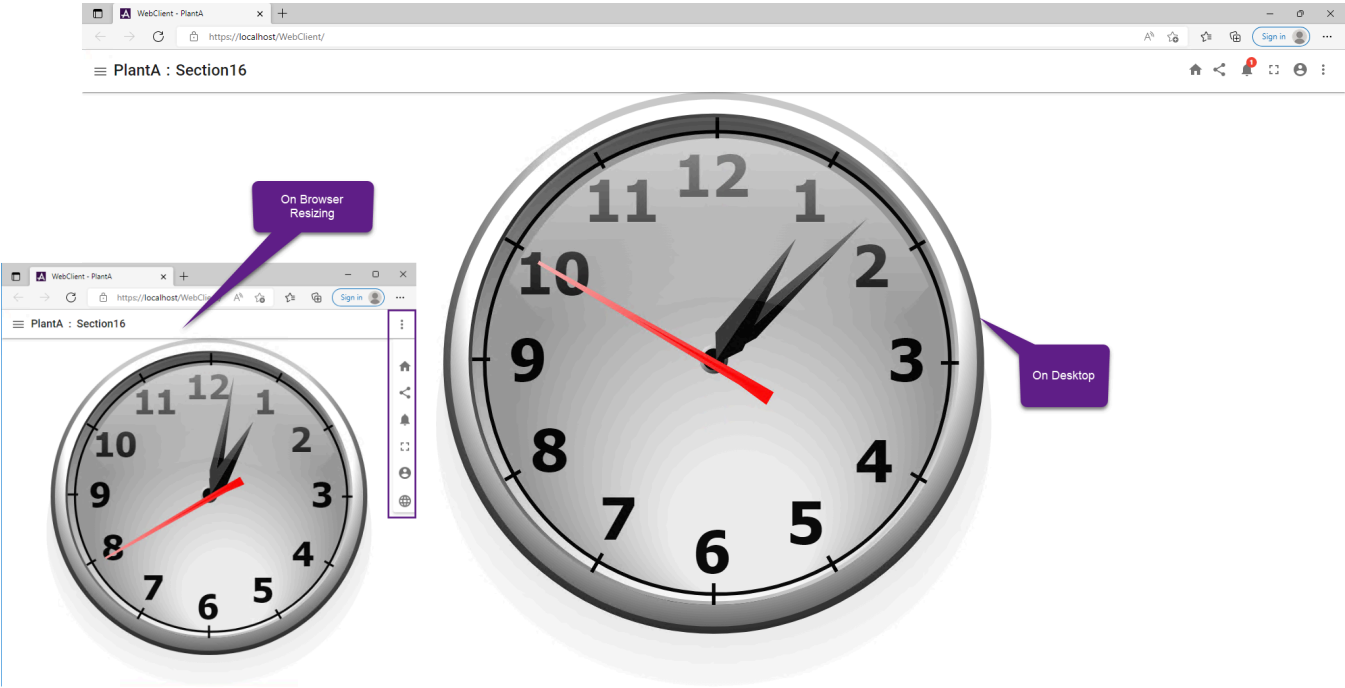 WebClient - PlantA
https://localhost/WebClient/
Sign in
PlantA : Section16
1
12
11
1
10
2
9
3
8
4
7
5
6
On Desktop
On Browser
Resizing
WebClient - PlantA
https://localhost/WebClie
Sign in
PlantA : Section16
12
11
1
10
2
9
3
8
4
7
5
6